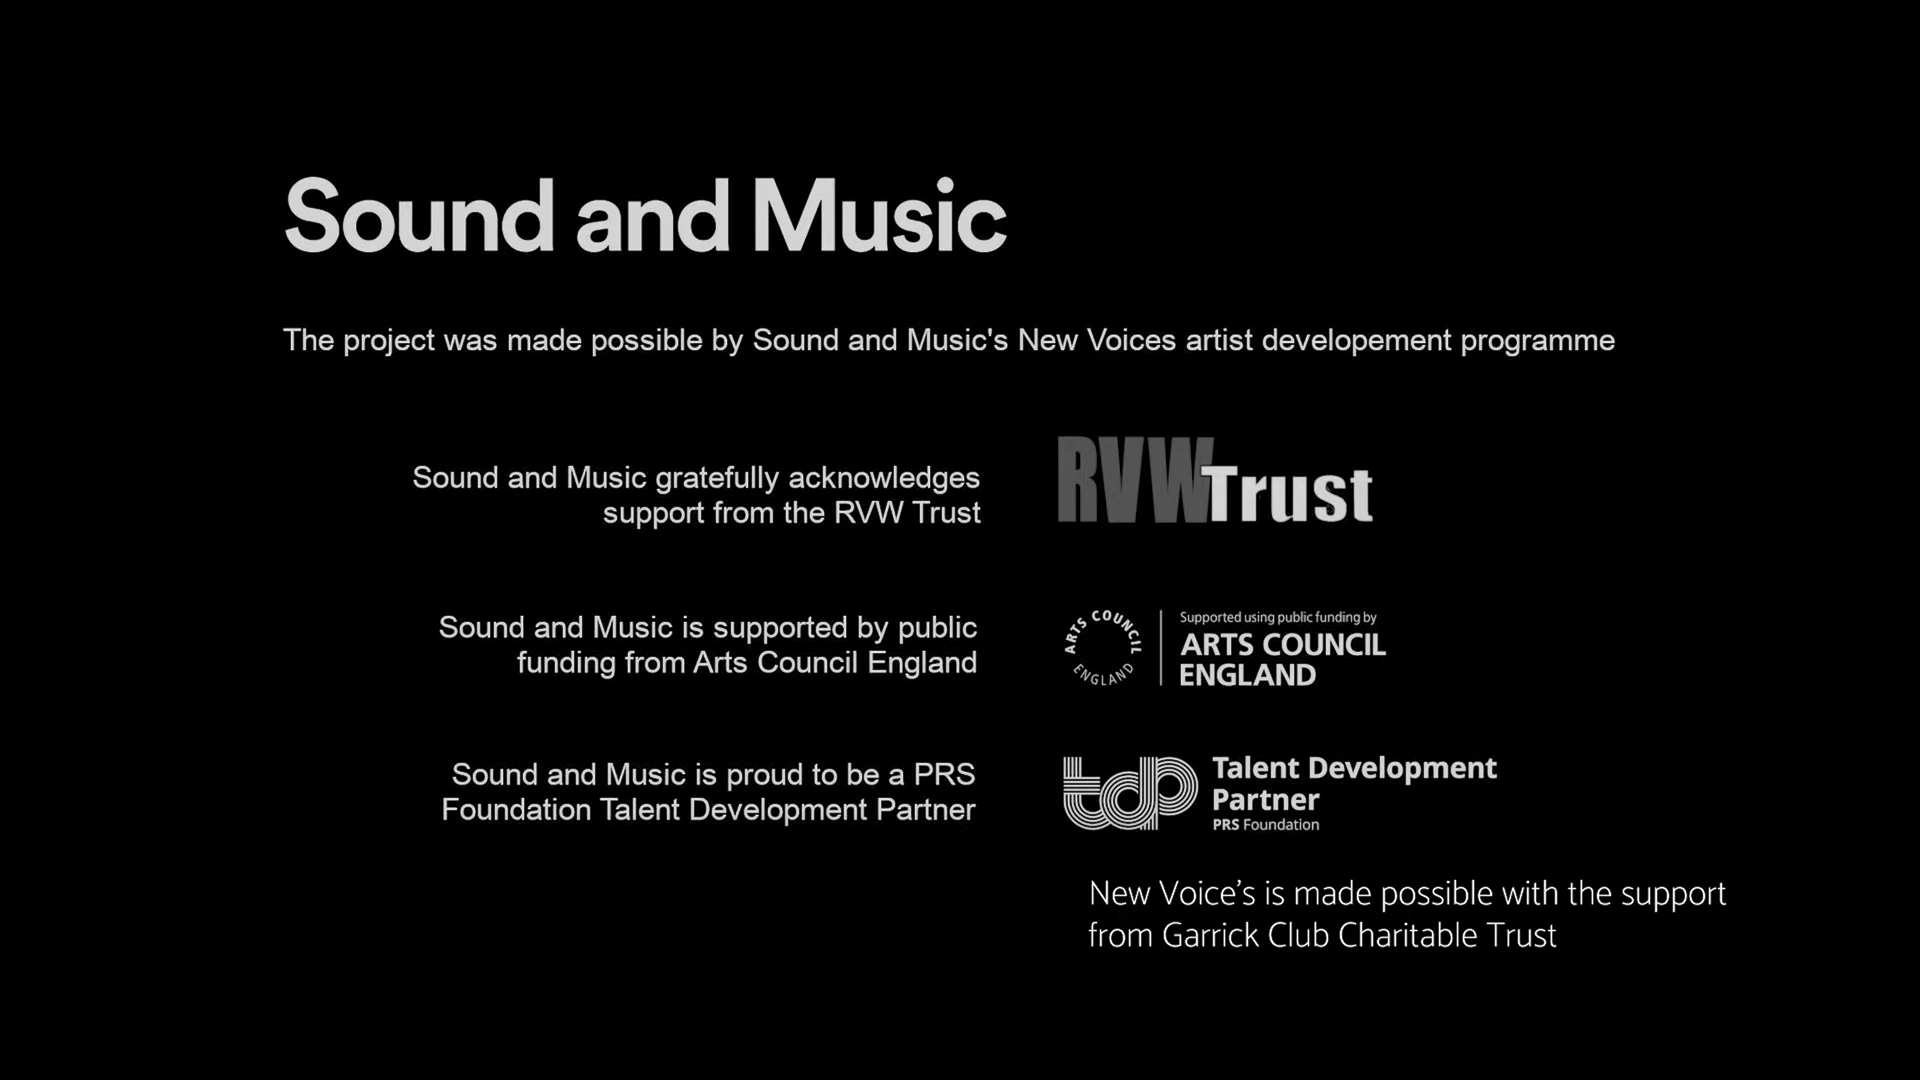 Sound and Music
The project was made possible by Sound and Music's New Voices artist developement programme
Sound and Music gratefully acknowledges
support from the RVW Trust
RVWTrust
Sound and Music is supported by public
funding from Arts Council England
ARTS COUNCIL
ENGLAND
Supported using public funding by
ARTS COUNCIL
ENGLAND
Sound and Music is proud to be a PRS
Foundation Talent Development Partner
tdp
Talent Development
Partner
PRS Foundation
New Voice’s is made possible with the support
from Garrick Club Charitable Trust